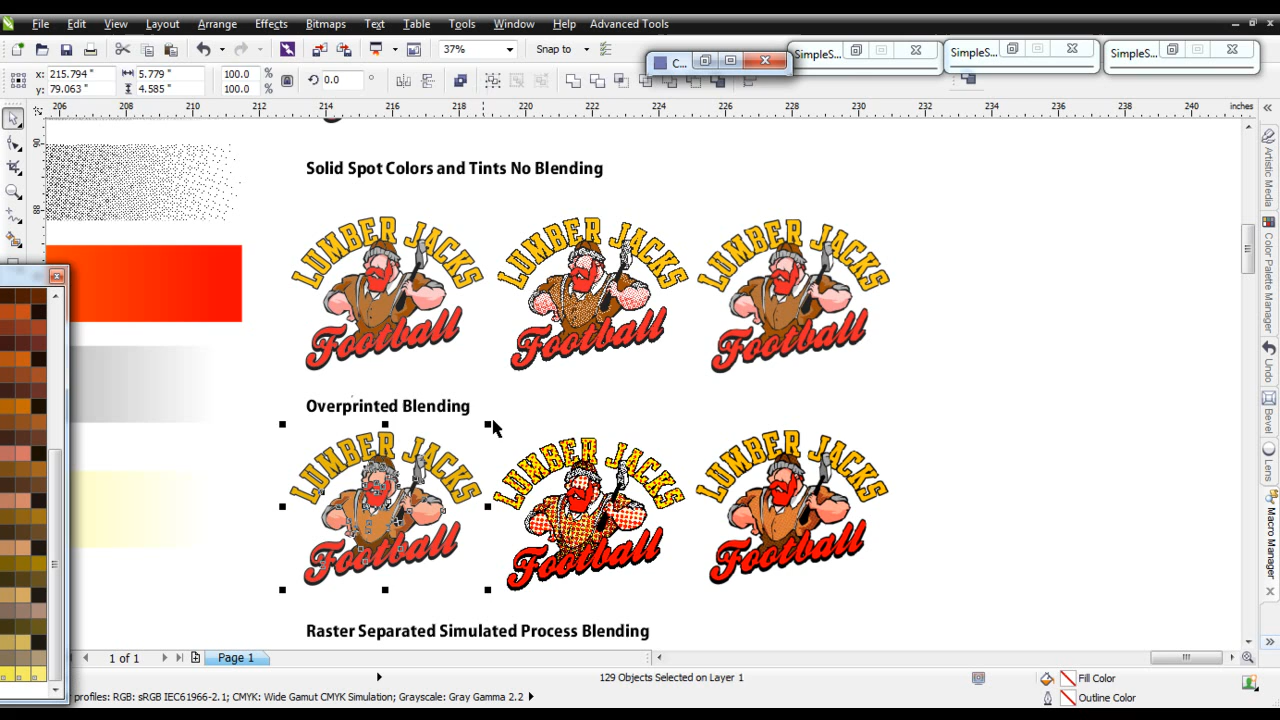 File Edit View Layout Arrange Effects Bitmaps Text Table Tools Window Help Advanced Tools
37% Snap to
C... SimpleS... SimpleS... SimpleS...
x: 215.794 " 5.779 " 100.0 % 0.0 °
y: 79.063 " 4.585 " 100.0 %
206 208 210 212 214 216 218 220 222 224 226 228 230 232 234 236 238 240 inches
90
88
Solid Spot Colors and Tints No Blending
LUMBER JACKS LUMBER JACKS LUMBER JACKS
Football Football Football
Overprinted Blending
LUMBER JACKS LUMBER JACKS LUMBER JACKS
Football Football Football
Raster Separated Simulated Process Blending
Artistic Media
Color Palette Manager
Undo
Bevel
Lens
Macro Manager
1 of 1 Page 1
129 Objects Selected on Layer 1 Fill Color
profiles: RGB: sRGB IEC61966-2.1; CMYK: Wide Gamut CMYK Simulation; Grayscale: Gray Gamma 2.2 Outline Color